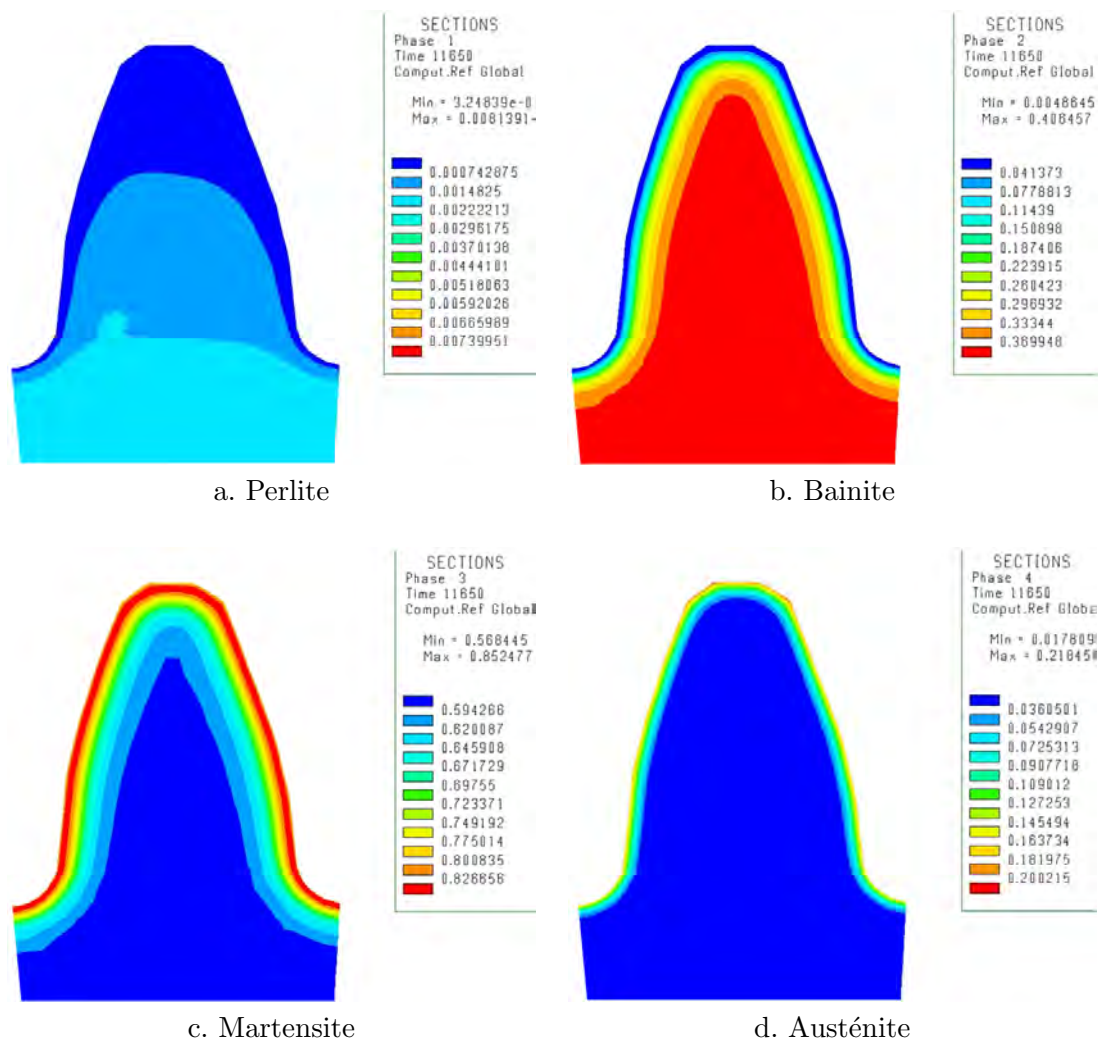 SECTIONS
Phase 1
Time 11650
Comput.Ref Global
Min = 3.24839e-0
Max = 0.0081391
0.000742875
0.0014825
0.00222213
0.00296175
0.00370138
0.00444101
0.00518063
0.00592026
0.00665989
0.00739951
a. Perlite
SECTIONS
Phase 2
Time 11650
Comput.Ref Global
Min = 0.0048645
Max = 0.406457
0.041373
0.0778813
0.11439
0.150898
0.187406
0.223915
0.260423
0.296932
0.33344
0.369948
b. Bainite
SECTIONS
Phase 3
Time 11650
Comput.Ref Global
Min = 0.568445
Max = 0.852477
0.594266
0.620087
0.645908
0.671729
0.69755
0.723371
0.749192
0.775014
0.800835
0.826656
c. Martensite
SECTIONS
Phase 4
Time 11650
Comput.Ref Globa
Min = 0.017809
Max = 0.21845
0.0360501
0.0542907
0.0725313
0.0907718
0.109012
0.127253
0.145494
0.163734
0.181975
0.200215
d. Austénite